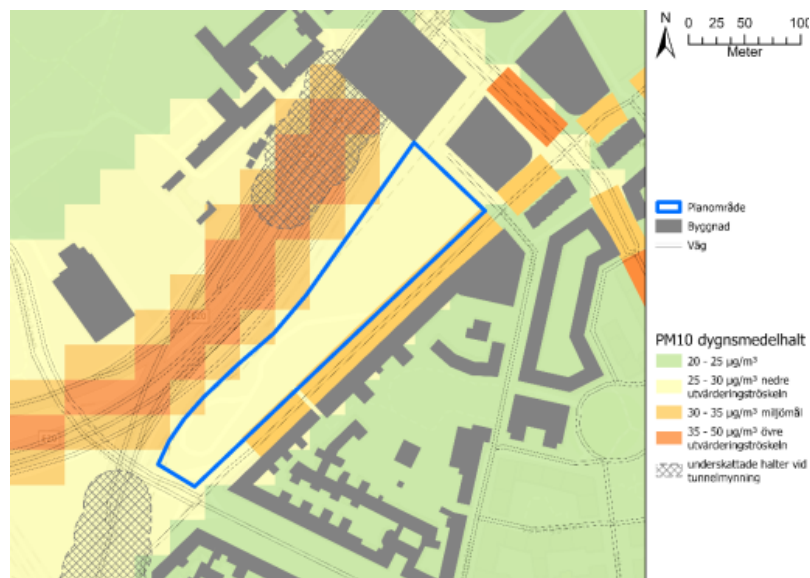 N
0 25 50 100
Meter
Planområde
Byggnad
Väg
PM10 dygnsmedelhalt
20 - 25 µg/m³
25 - 30 µg/m³ nedre
utvärderingströskeln
30 - 35 µg/m³ miljömål
35 - 50 µg/m³ övre
utvärderingströskeln
underskattade halter vid
tunnelmynning
E20